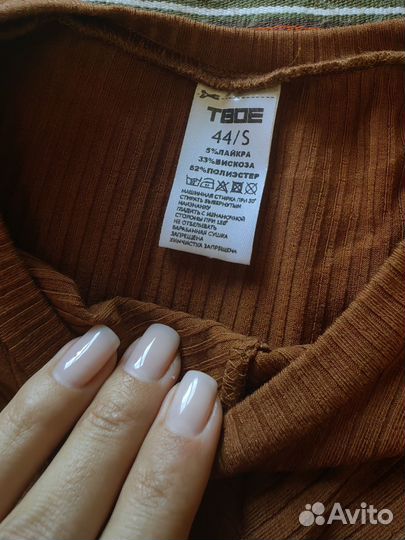 ТВОЕ
44/S
5%ЛАЙКРА
33%ВИСКОЗА
62%ПОЛИЭСТЕР
МАШИННАЯ СТИРКА ПРИ 30°
СТИРАТЬ ВЫВЕРНУТЫМ
НАИЗНАНКУ
ГЛАДИТЬ С ИЗНАНОЧНОЙ
СТОРОНЫ ПРИ
НЕ ОТБЕЛИВАТЬ
БАРАБАННАЯ СУШКА
ЗАПРЕЩЕНА
ХИМЧИСТКА ЗАПРЕЩЕНА
Avito